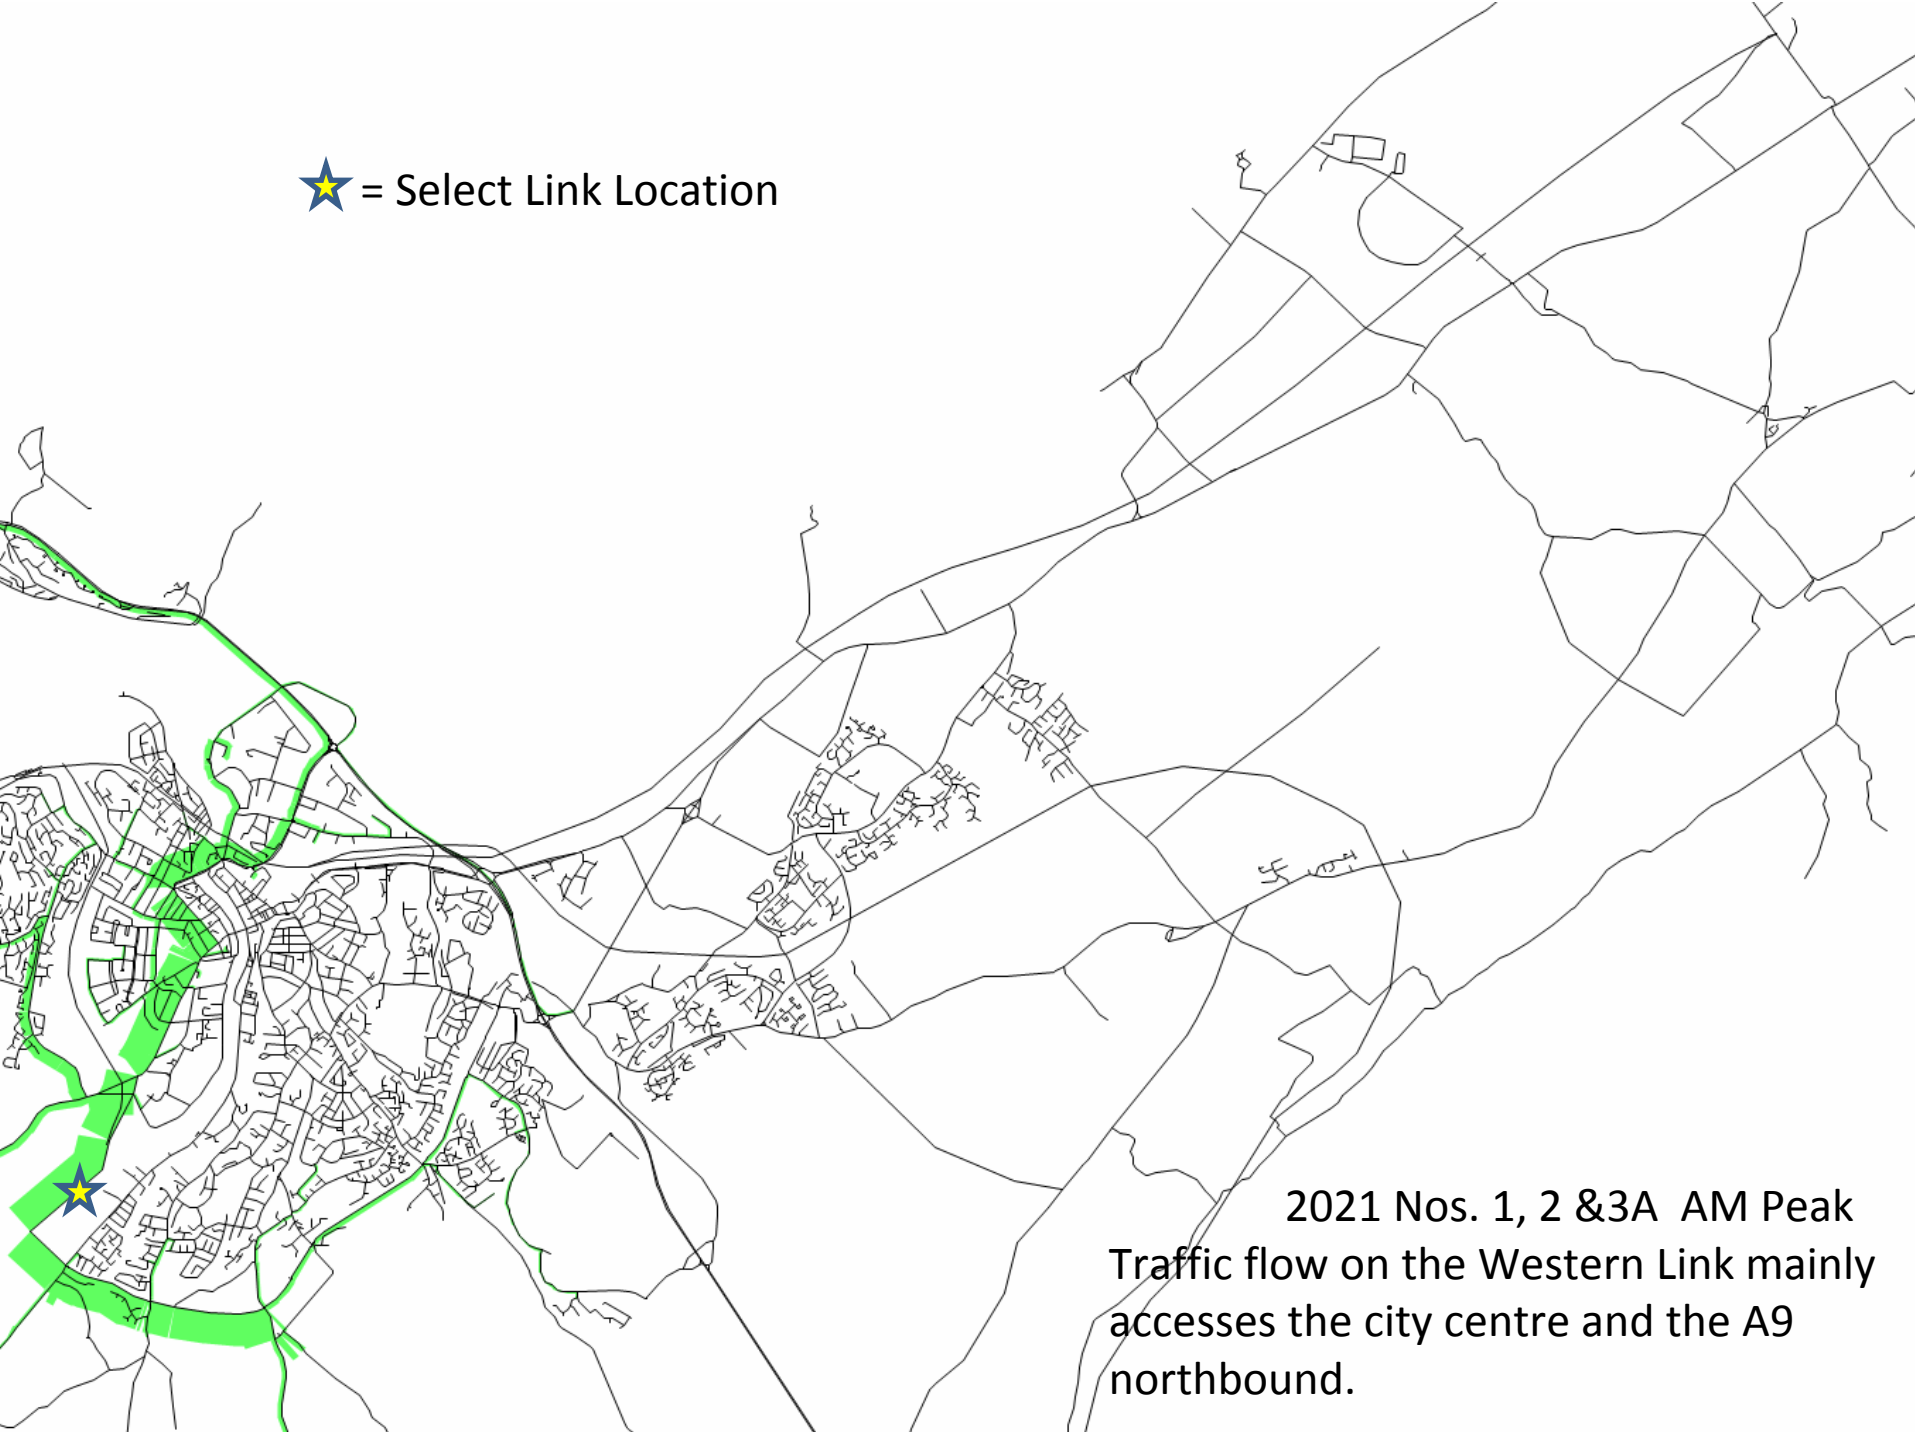 = Select Link Location
2021 Nos. 1, 2 &3A AM Peak
Traffic flow on the Western Link mainly
accesses the city centre and the A9
northbound.